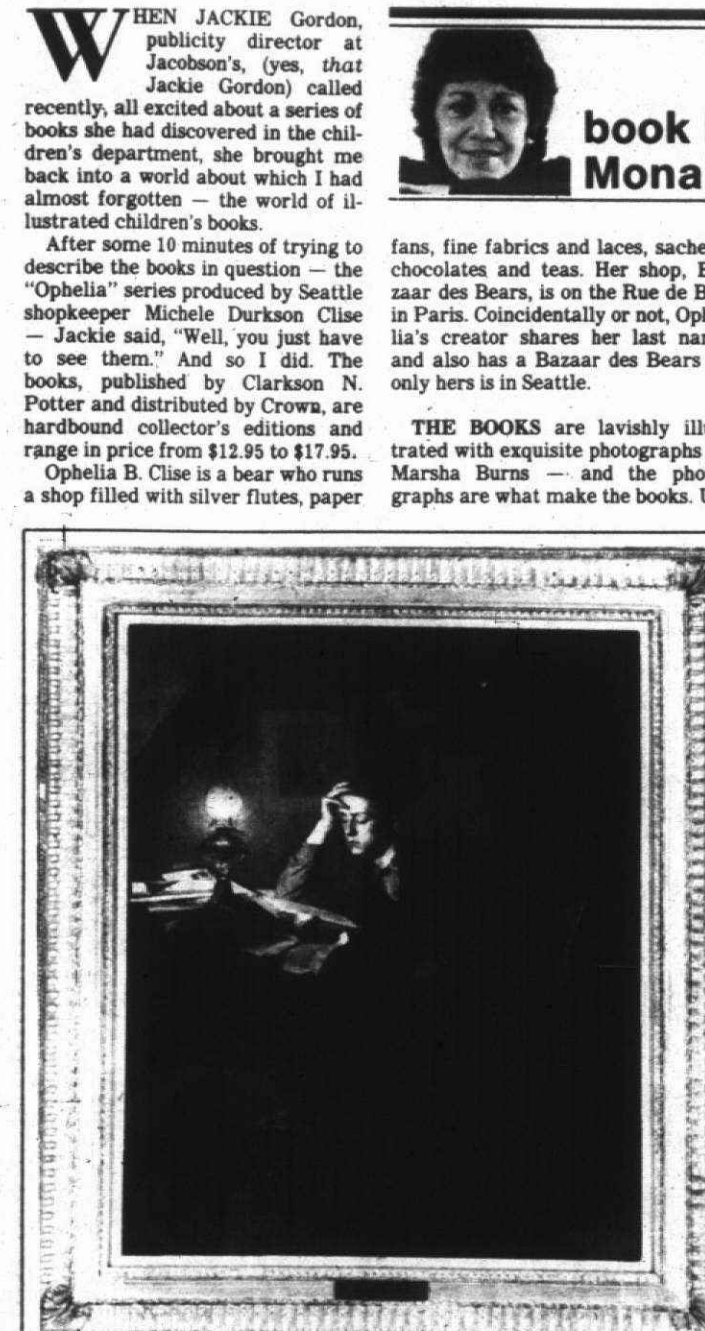 WHEN JACKIE Gordon,
publicity director at
Jacobson's, (yes, that
Jackie Gordon) called
recently, all excited about a series of
books she had discovered in the chil-
dren's department, she brought me
back into a world about which I had
almost forgotten — the world of il-
lustrated children's books.
After some 10 minutes of trying to
describe the books in question — the
"Ophelia" series produced by Seattle
shopkeeper Michele Durkson Clise
— Jackie said, "Well, you just have
to see them." And so I did. The
books, published by Clarkson N.
Potter and distributed by Crown, are
hardbound collector's editions and
range in price from $12.95 to $17.95.
Ophelia B. Clise is a bear who runs
a shop filled with silver flutes, paper
book
Mona
fans, fine fabrics and laces, sache
chocolates and teas. Her shop, B
zaar des Bears, is on the Rue de B
in Paris. Coincidentally or not, Oph
lia's creator shares her last nar
and also has a Bazaar des Bears
only hers is in Seattle.
THE BOOKS are lavishly illu
trated with exquisite photographs
Marsha Burns — and the pho
graphs are what make the books. U